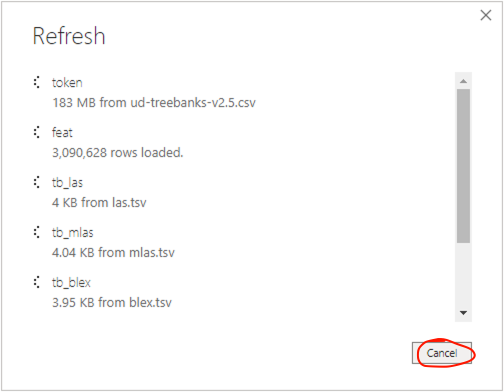 Refresh
token
183 MB from ud-treebanks-v2.5.csv
feat
3,090,628 rows loaded.
tb_las
4 KB from las.tsv
tb_mlas
4.04 KB from mlas.tsv
tb_blex
3.95 KB from blex.tsv
Cancel